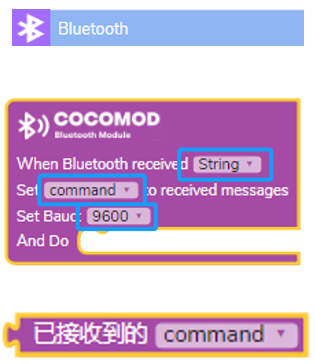 Bluetooth
COCOMOD
Bluetooth Module
When Bluetooth received String
Set command to received messages
Set Baud: 9600
And Do
已接收到的 command